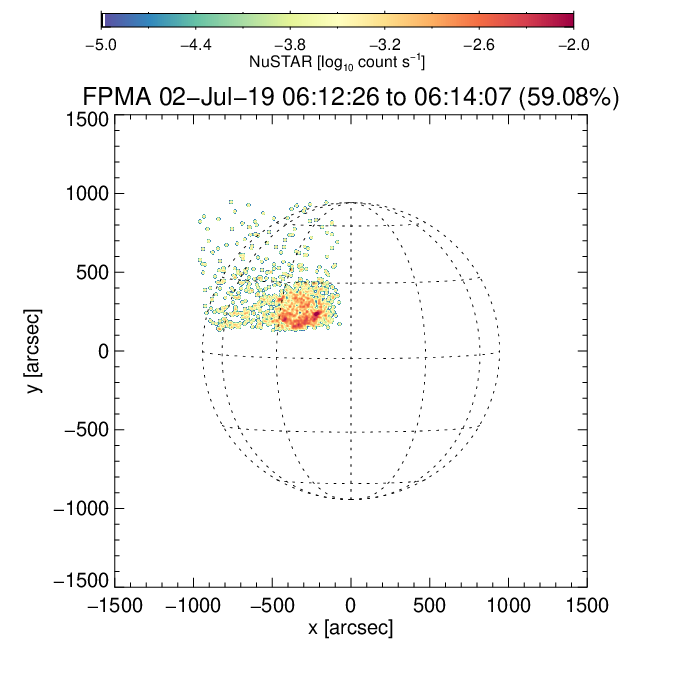 −5.0 −4.4 −3.8 −3.2 −2.6 −2.0
NuSTAR [log₁₀ count s⁻¹]
FPMA 02−Jul−19 06:12:26 to 06:14:07 (59.08%)
1500
1000
500
0
−500
−1000
−1500
y [arcsec]
−1500 −1000 −500 0 500 1000 1500
x [arcsec]